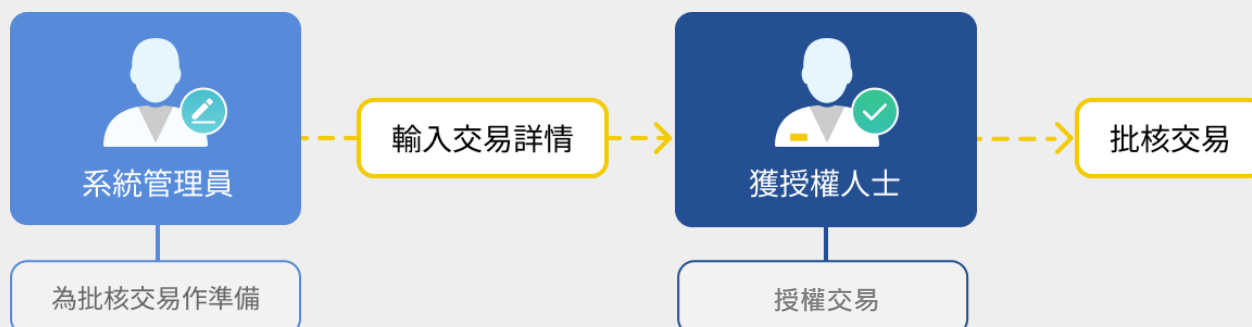 系統管理員
輸入交易詳情
獲授權人士
批核交易
為批核交易作準備
授權交易